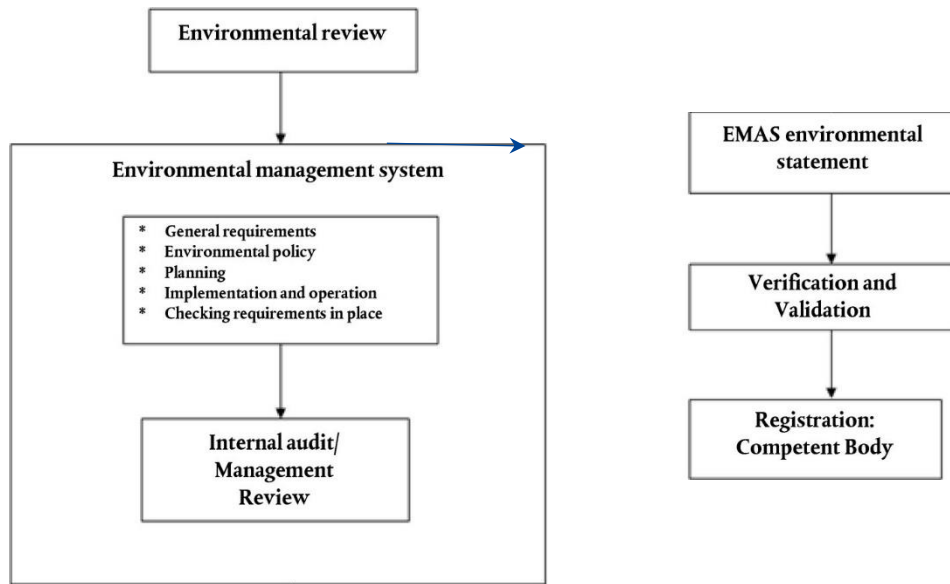 Environmental review
Environmental management system
* General requirements
* Environmental policy
* Planning
* Implementation and operation
* Checking requirements in place
Internal audit/
Management
Review
EMAS environmental
statement
Verification and
Validation
Registration:
Competent Body